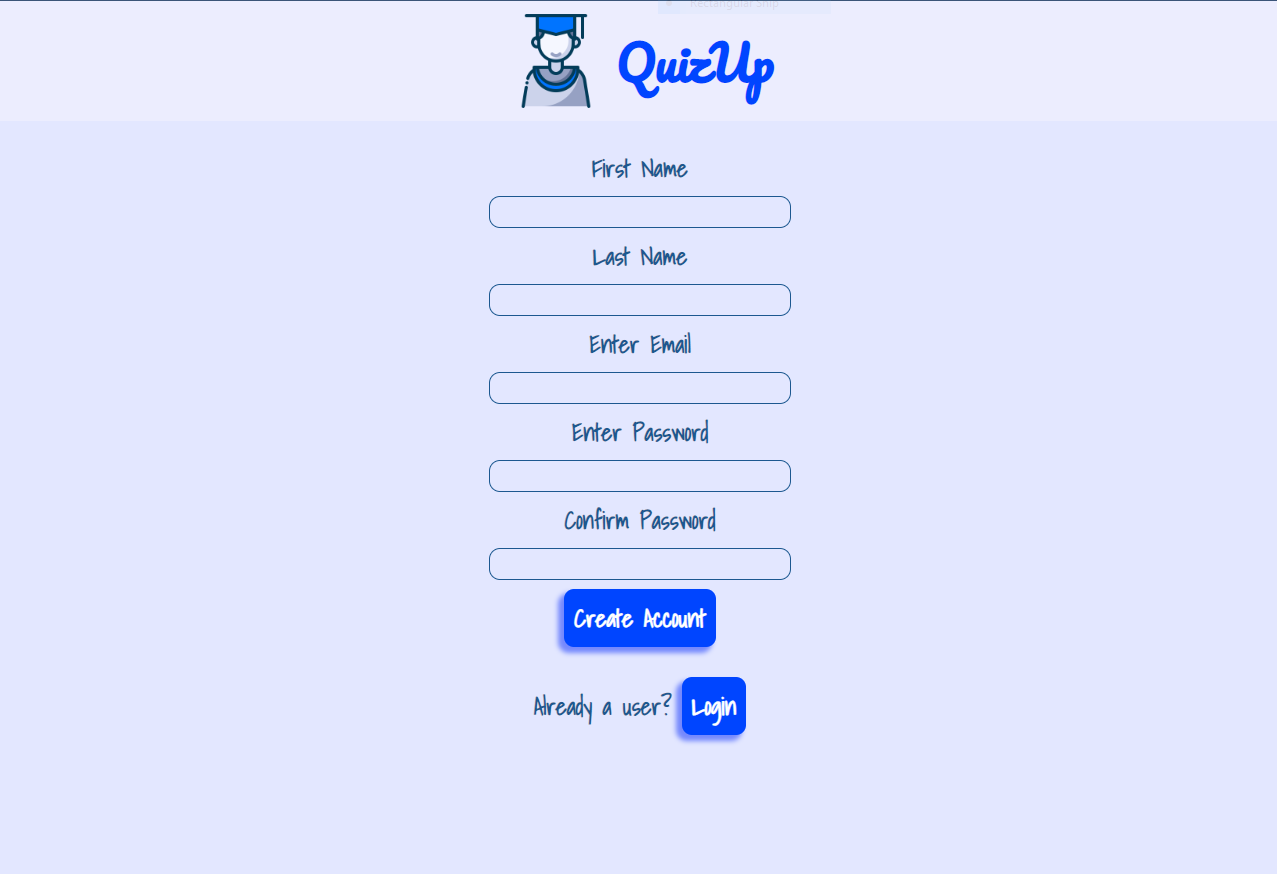 Rectangular Snip
QuizUp
First Name
Last Name
Enter Email
Enter Password
Confirm Password
Create Account
Already a user? Login